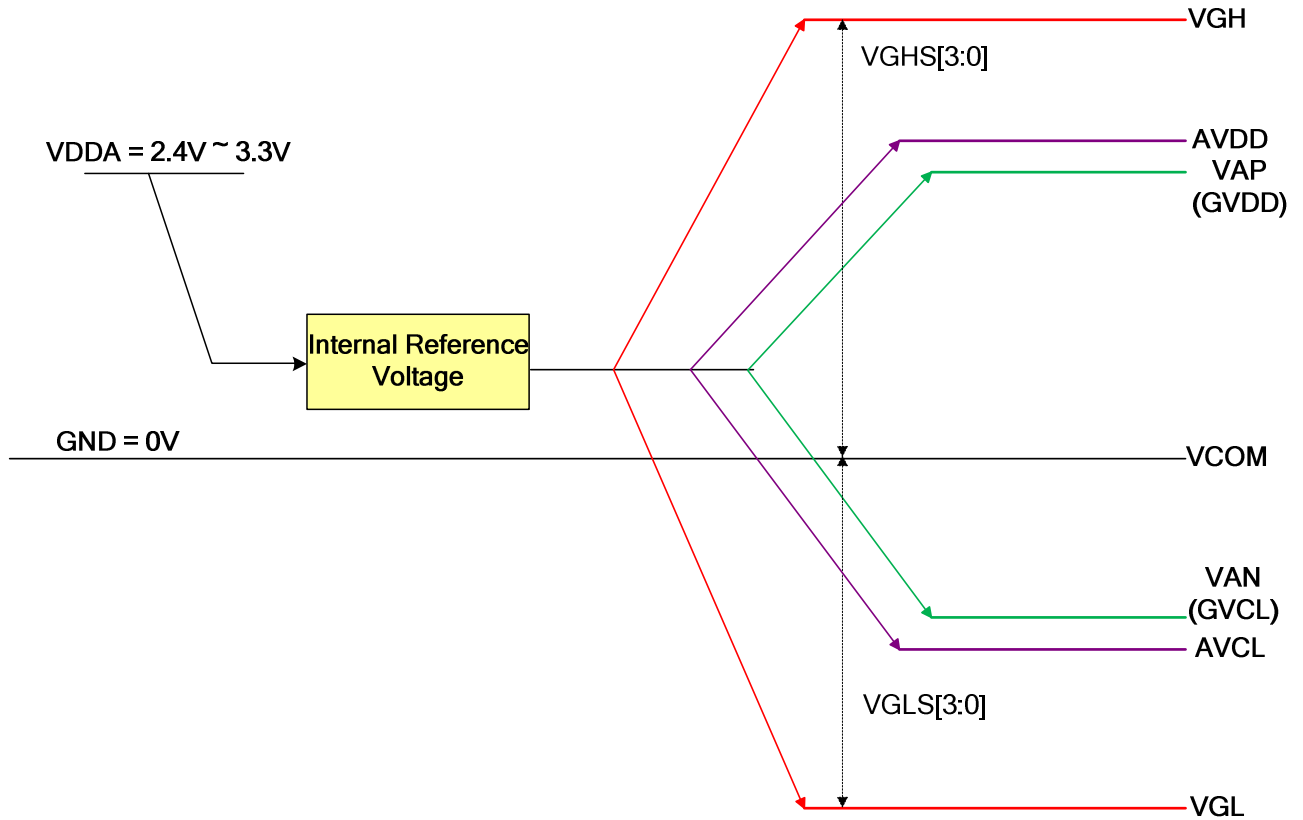 VGH
VGHS[3:0]
VDDA = 2.4V ~ 3.3V
AVDD
VAP
(GVDD)
Internal Reference
Voltage
GND = 0V
VCOM
VAN
(GVCL)
AVCL
VGLS[3:0]
VGL